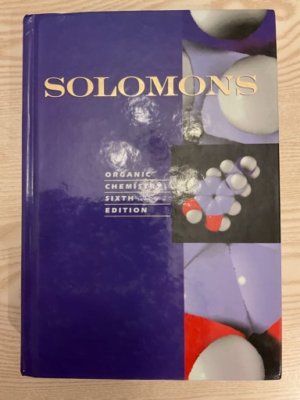 SOLOMONS
ORGANIC
CHEMISTRY
SIXTH
EDITION